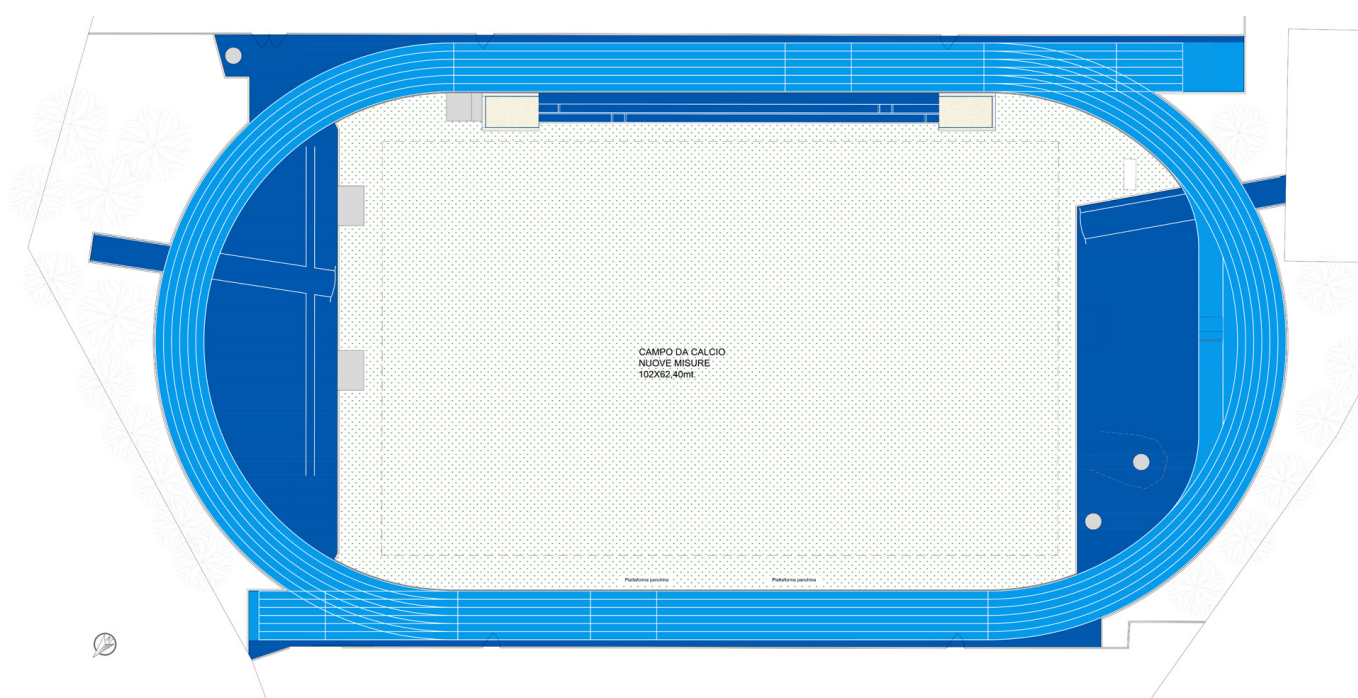 CAMPO DA CALCIO
NUOVE MISURE
102X62,40mt.
Piattaforma panchina
Piattaforma panchina